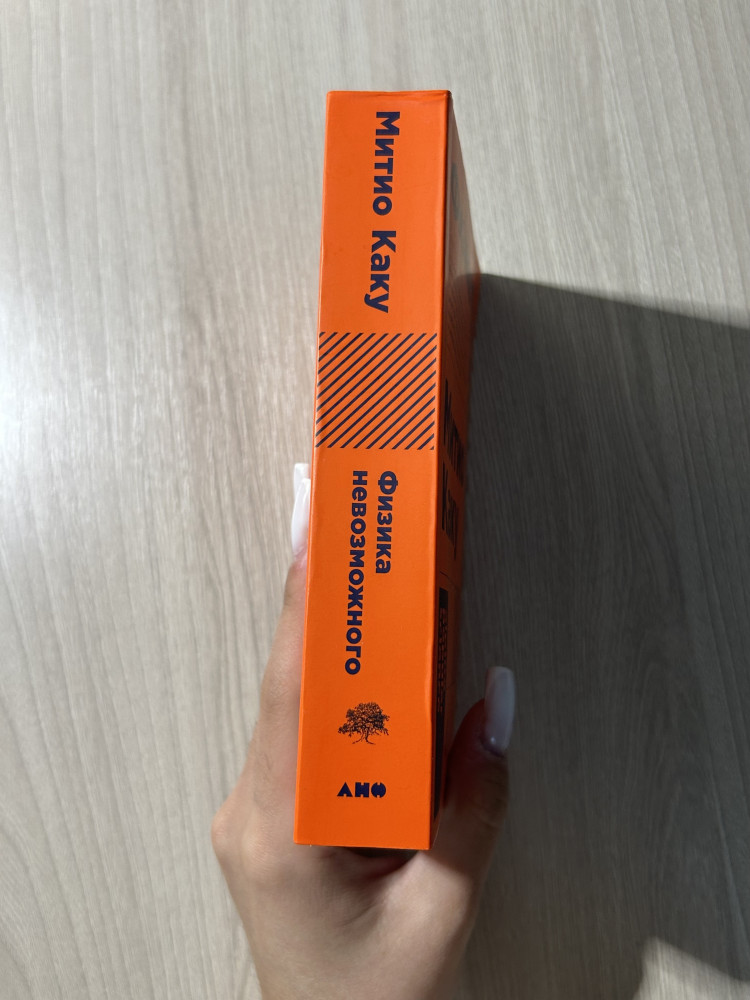 Митио Каку
Физика
невозможного
АНФ